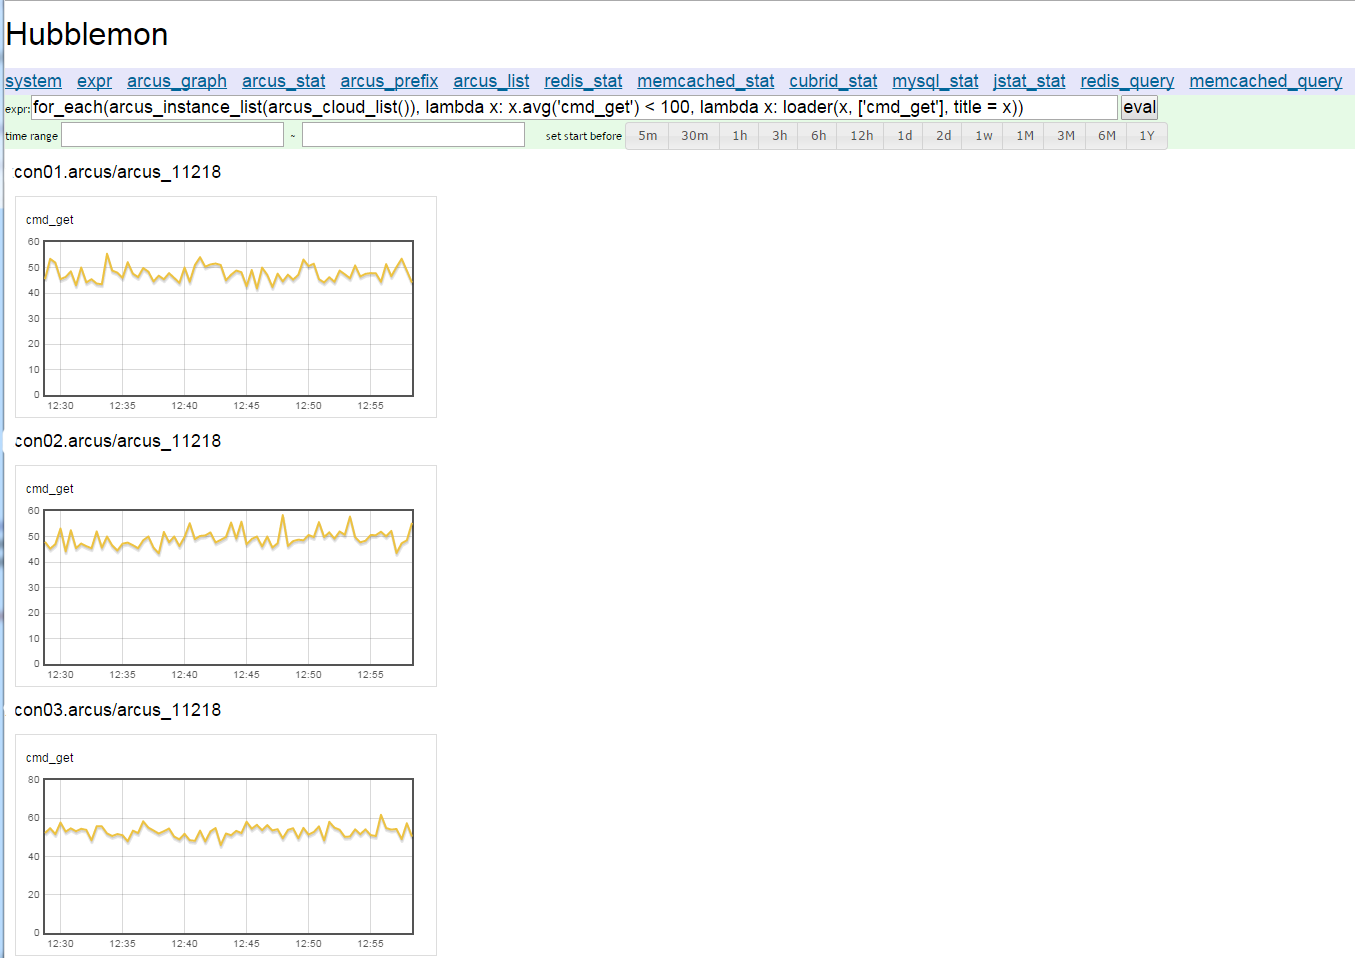 Hubblemon
system expr arcus_graph arcus_stat arcus_prefix arcus_list redis_stat memcached_stat cubrid_stat mysql_stat jstat_stat redis_query memcached_query
expr: for_each(arcus_instance_list(arcus_cloud_list()), lambda x: x.avg('cmd_get') < 100, lambda x: loader(x, ['cmd_get'], title = x)) eval
time range ~ set start before 5m 30m 1h 3h 6h 12h 1d 2d 1w 1M 3M 6M 1Y
con01.arcus/arcus_11218
cmd_get
60
50
40
30
20
10
0
12:30 12:35 12:40 12:45 12:50 12:55
con02.arcus/arcus_11218
cmd_get
60
50
40
30
20
10
0
12:30 12:35 12:40 12:45 12:50 12:55
con03.arcus/arcus_11218
cmd_get
80
60
40
20
0
12:30 12:35 12:40 12:45 12:50 12:55